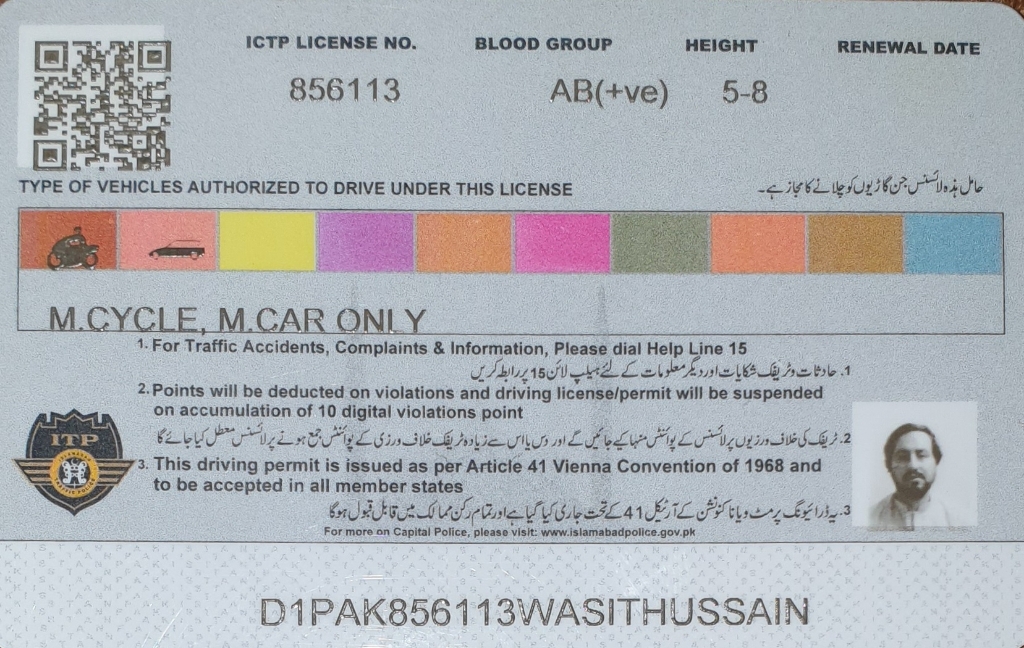 ICTP LICENSE NO. BLOOD GROUP HEIGHT RENEWAL DATE
856113 AB(+ve) 5-8
TYPE OF VEHICLES AUTHORIZED TO DRIVE UNDER THIS LICENSE
حامل ہذہ لائسنس جن گاڑیوں کو چلانے کا مجاز ہے۔
M.CYCLE, M.CAR ONLY
1. For Traffic Accidents, Complaints & Information, Please dial Help Line 15
1. حادثات و ٹریفک شکایات اور دیگر معلومات کے لئے ہیلپ لائن 15 پر رابطہ کریں
2. Points will be deducted on violations and driving license/permit will be suspended
on accumulation of 10 digital violations point
2. ٹریفک کی خلاف ورزیوں پر لائسنس کے پوائنٹس منہا کیے جائیں گے اور دس یا اس سے زیادہ ٹریفک خلاف ورزی کے پوائنٹس جمع ہونے پر لائسنس معطل کیا جائے گا
ITP
ISLAMABAD
TRAFFIC POLICE
3. This driving permit is issued as per Article 41 Vienna Convention of 1968 and
to be accepted in all member states
3. یہ ڈرائیونگ پرمٹ ویانا کنونشن کے آرٹیکل 41 کے تحت جاری کیا گیا ہے اور تمام رکن ممالک میں قابل قبول ہوگا
For more on Capital Police, please visit: www.islamabadpolice.gov.pk
D1PAK856113WASITHUSSAIN